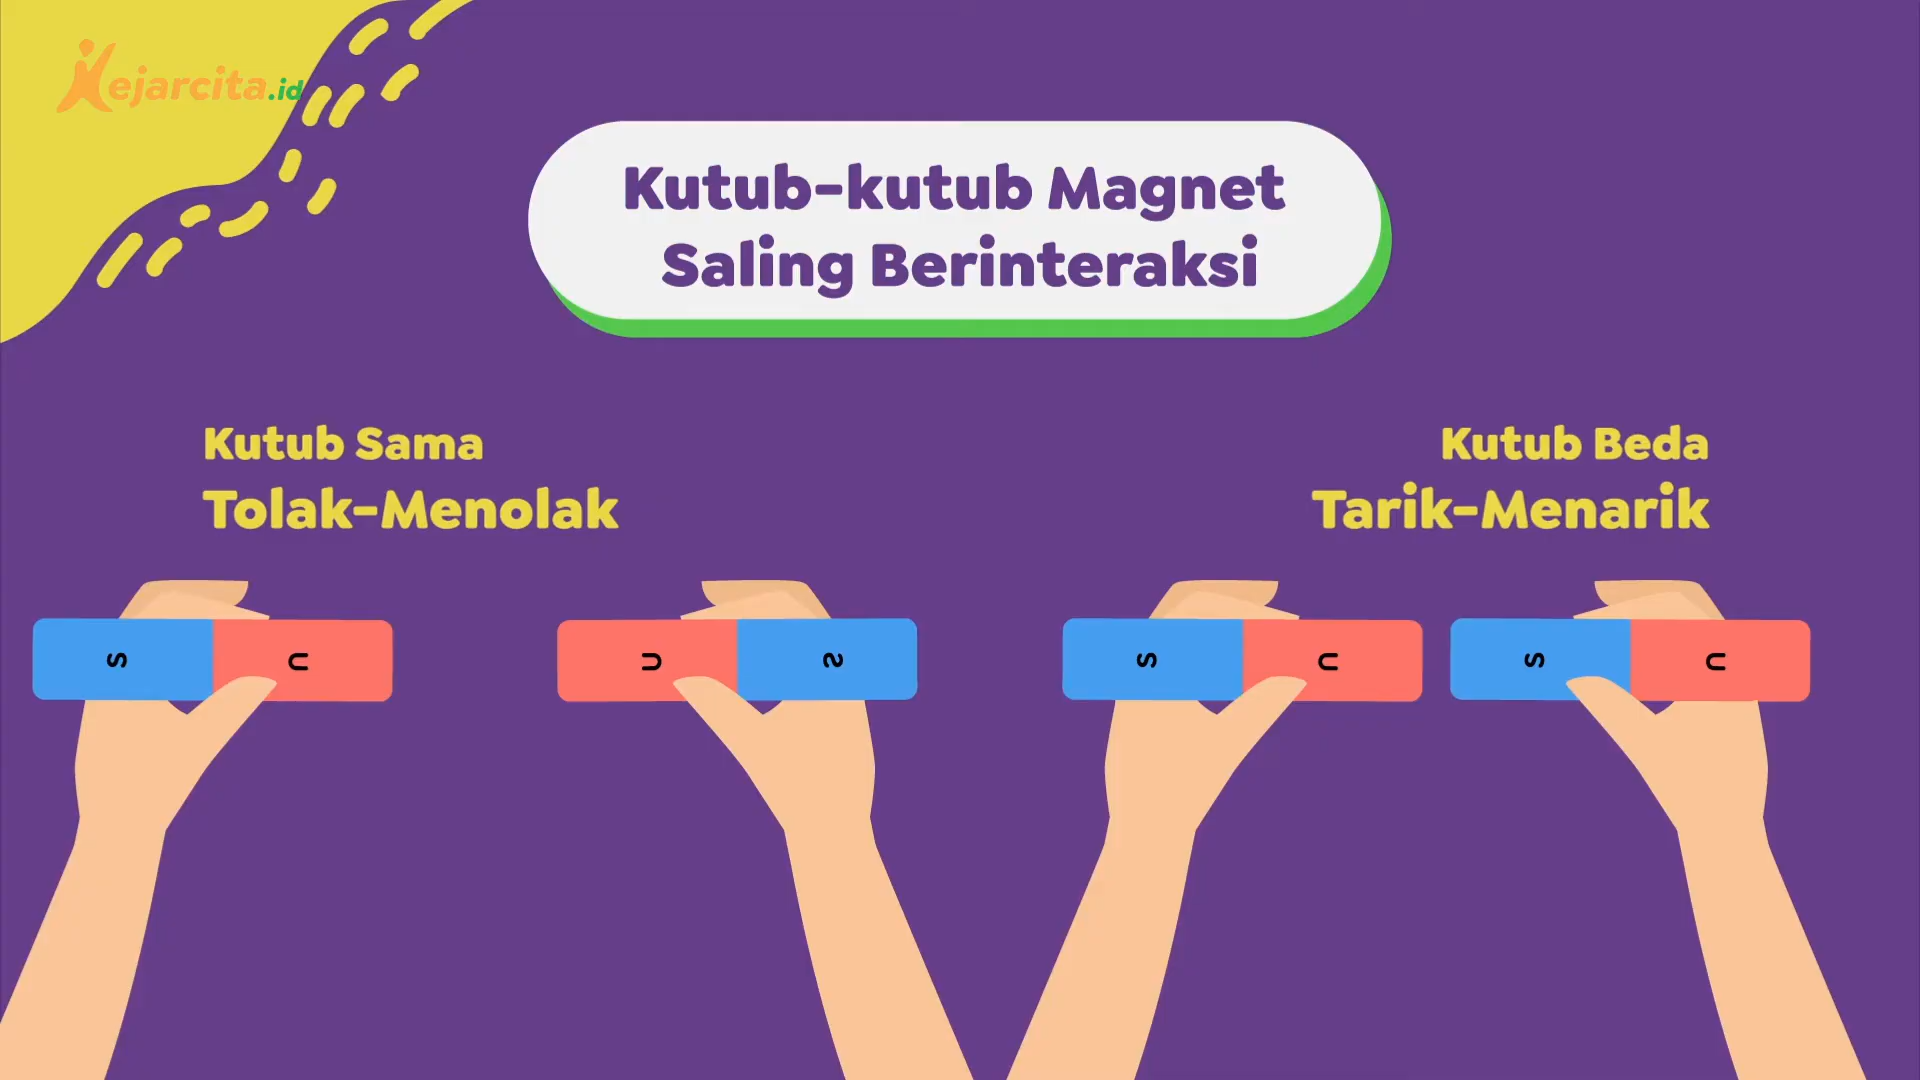 Kejarcita.id
Kutub-kutub Magnet
Saling Berinteraksi
Kutub Sama
Tolak-Menolak
Kutub Beda
Tarik-Menarik
S U U S S U S U